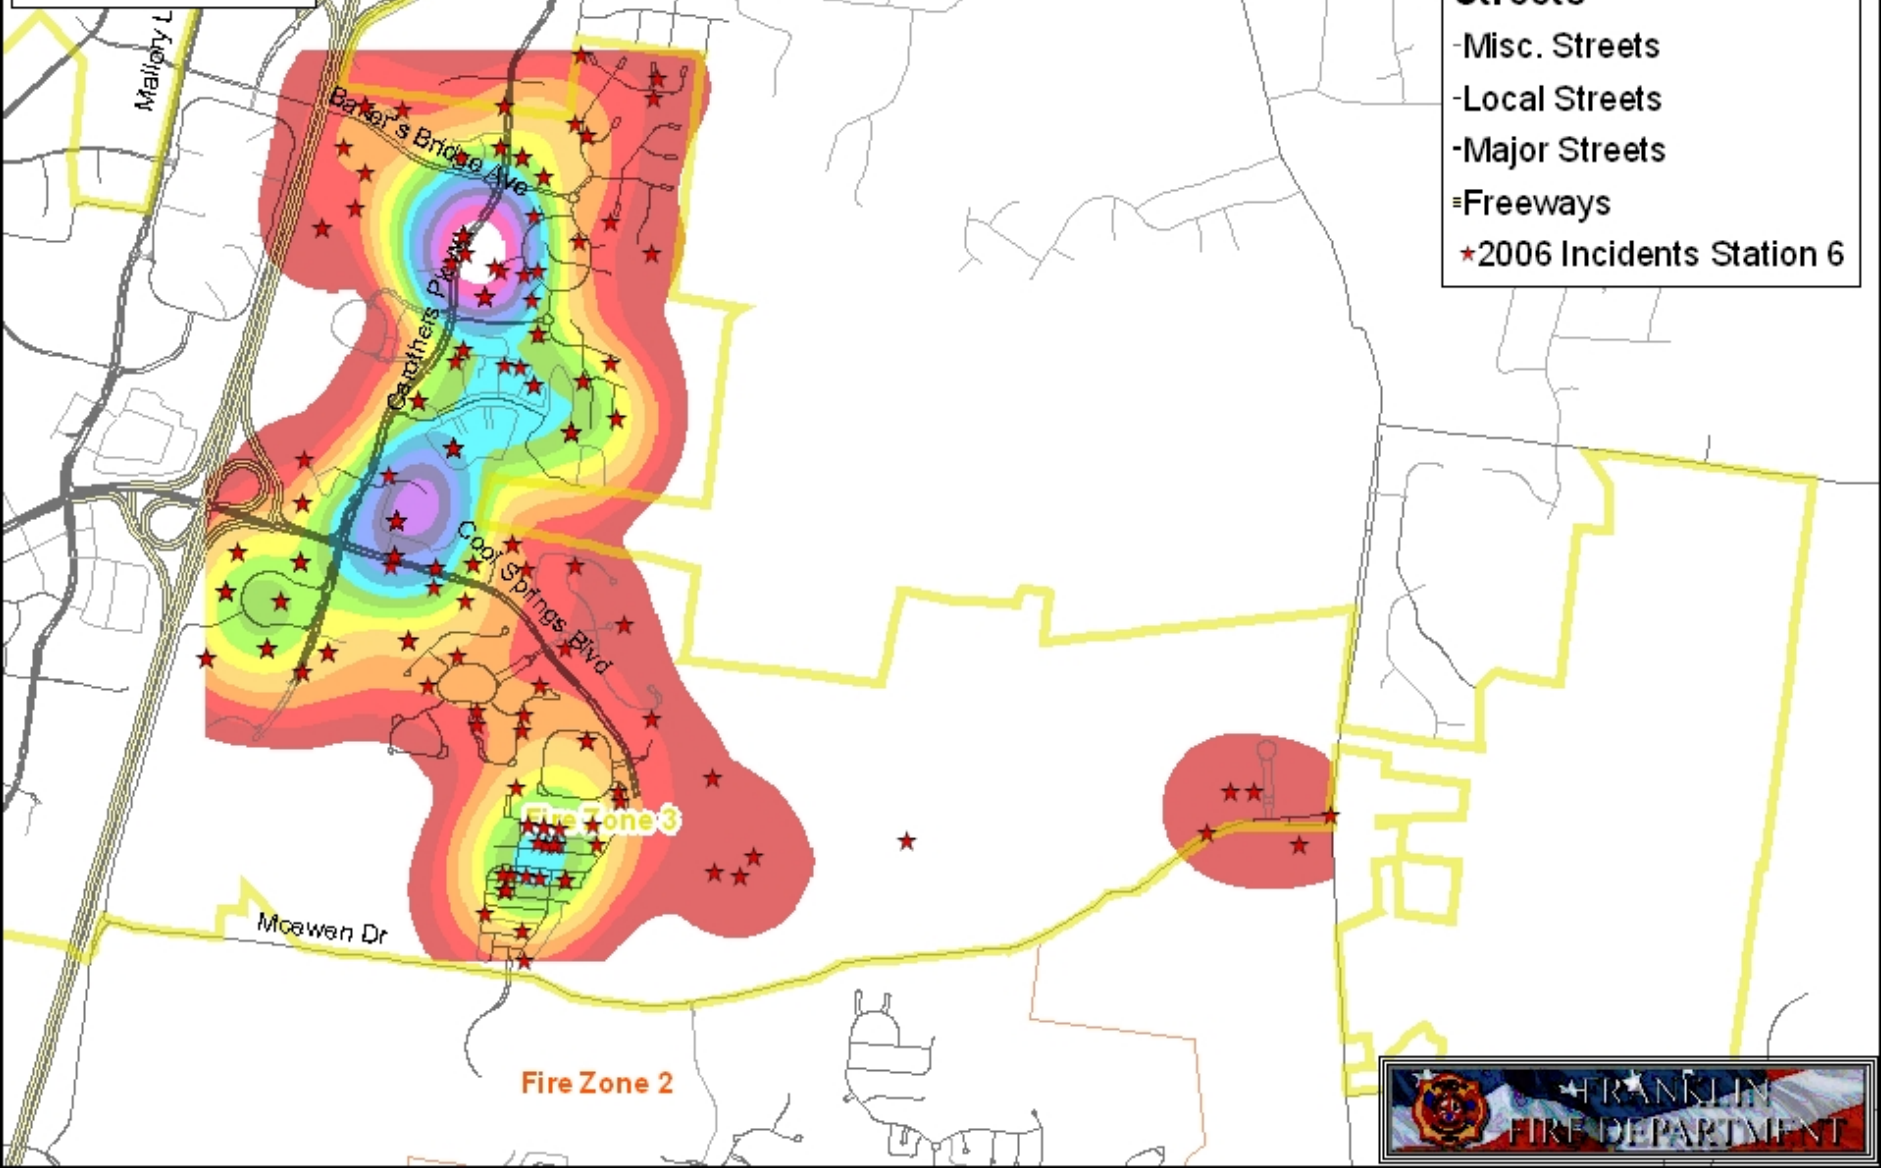 Streets
-Misc. Streets
-Local Streets
-Major Streets
Freeways
2006 Incidents Station 6
Mallory L
Baker's Bridge Ave
Carothers Pkwy
Cool Springs Blvd
Fire Zone 3
Mcewen Dr
Fire Zone 2
FRANKLIN
FIRE DEPARTMENT